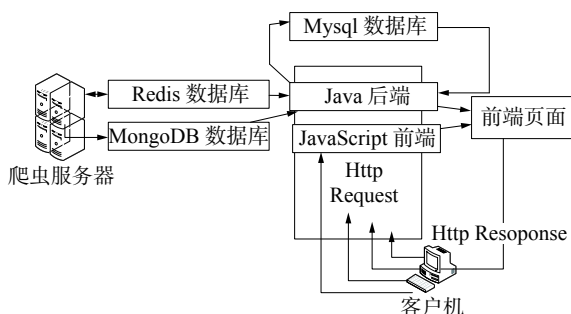 Mysql 数据库
Redis 数据库
Java 后端
前端页面
MongoDB 数据库
JavaScript 前端
爬虫服务器
Http
Request
Http Resoponse
客户机